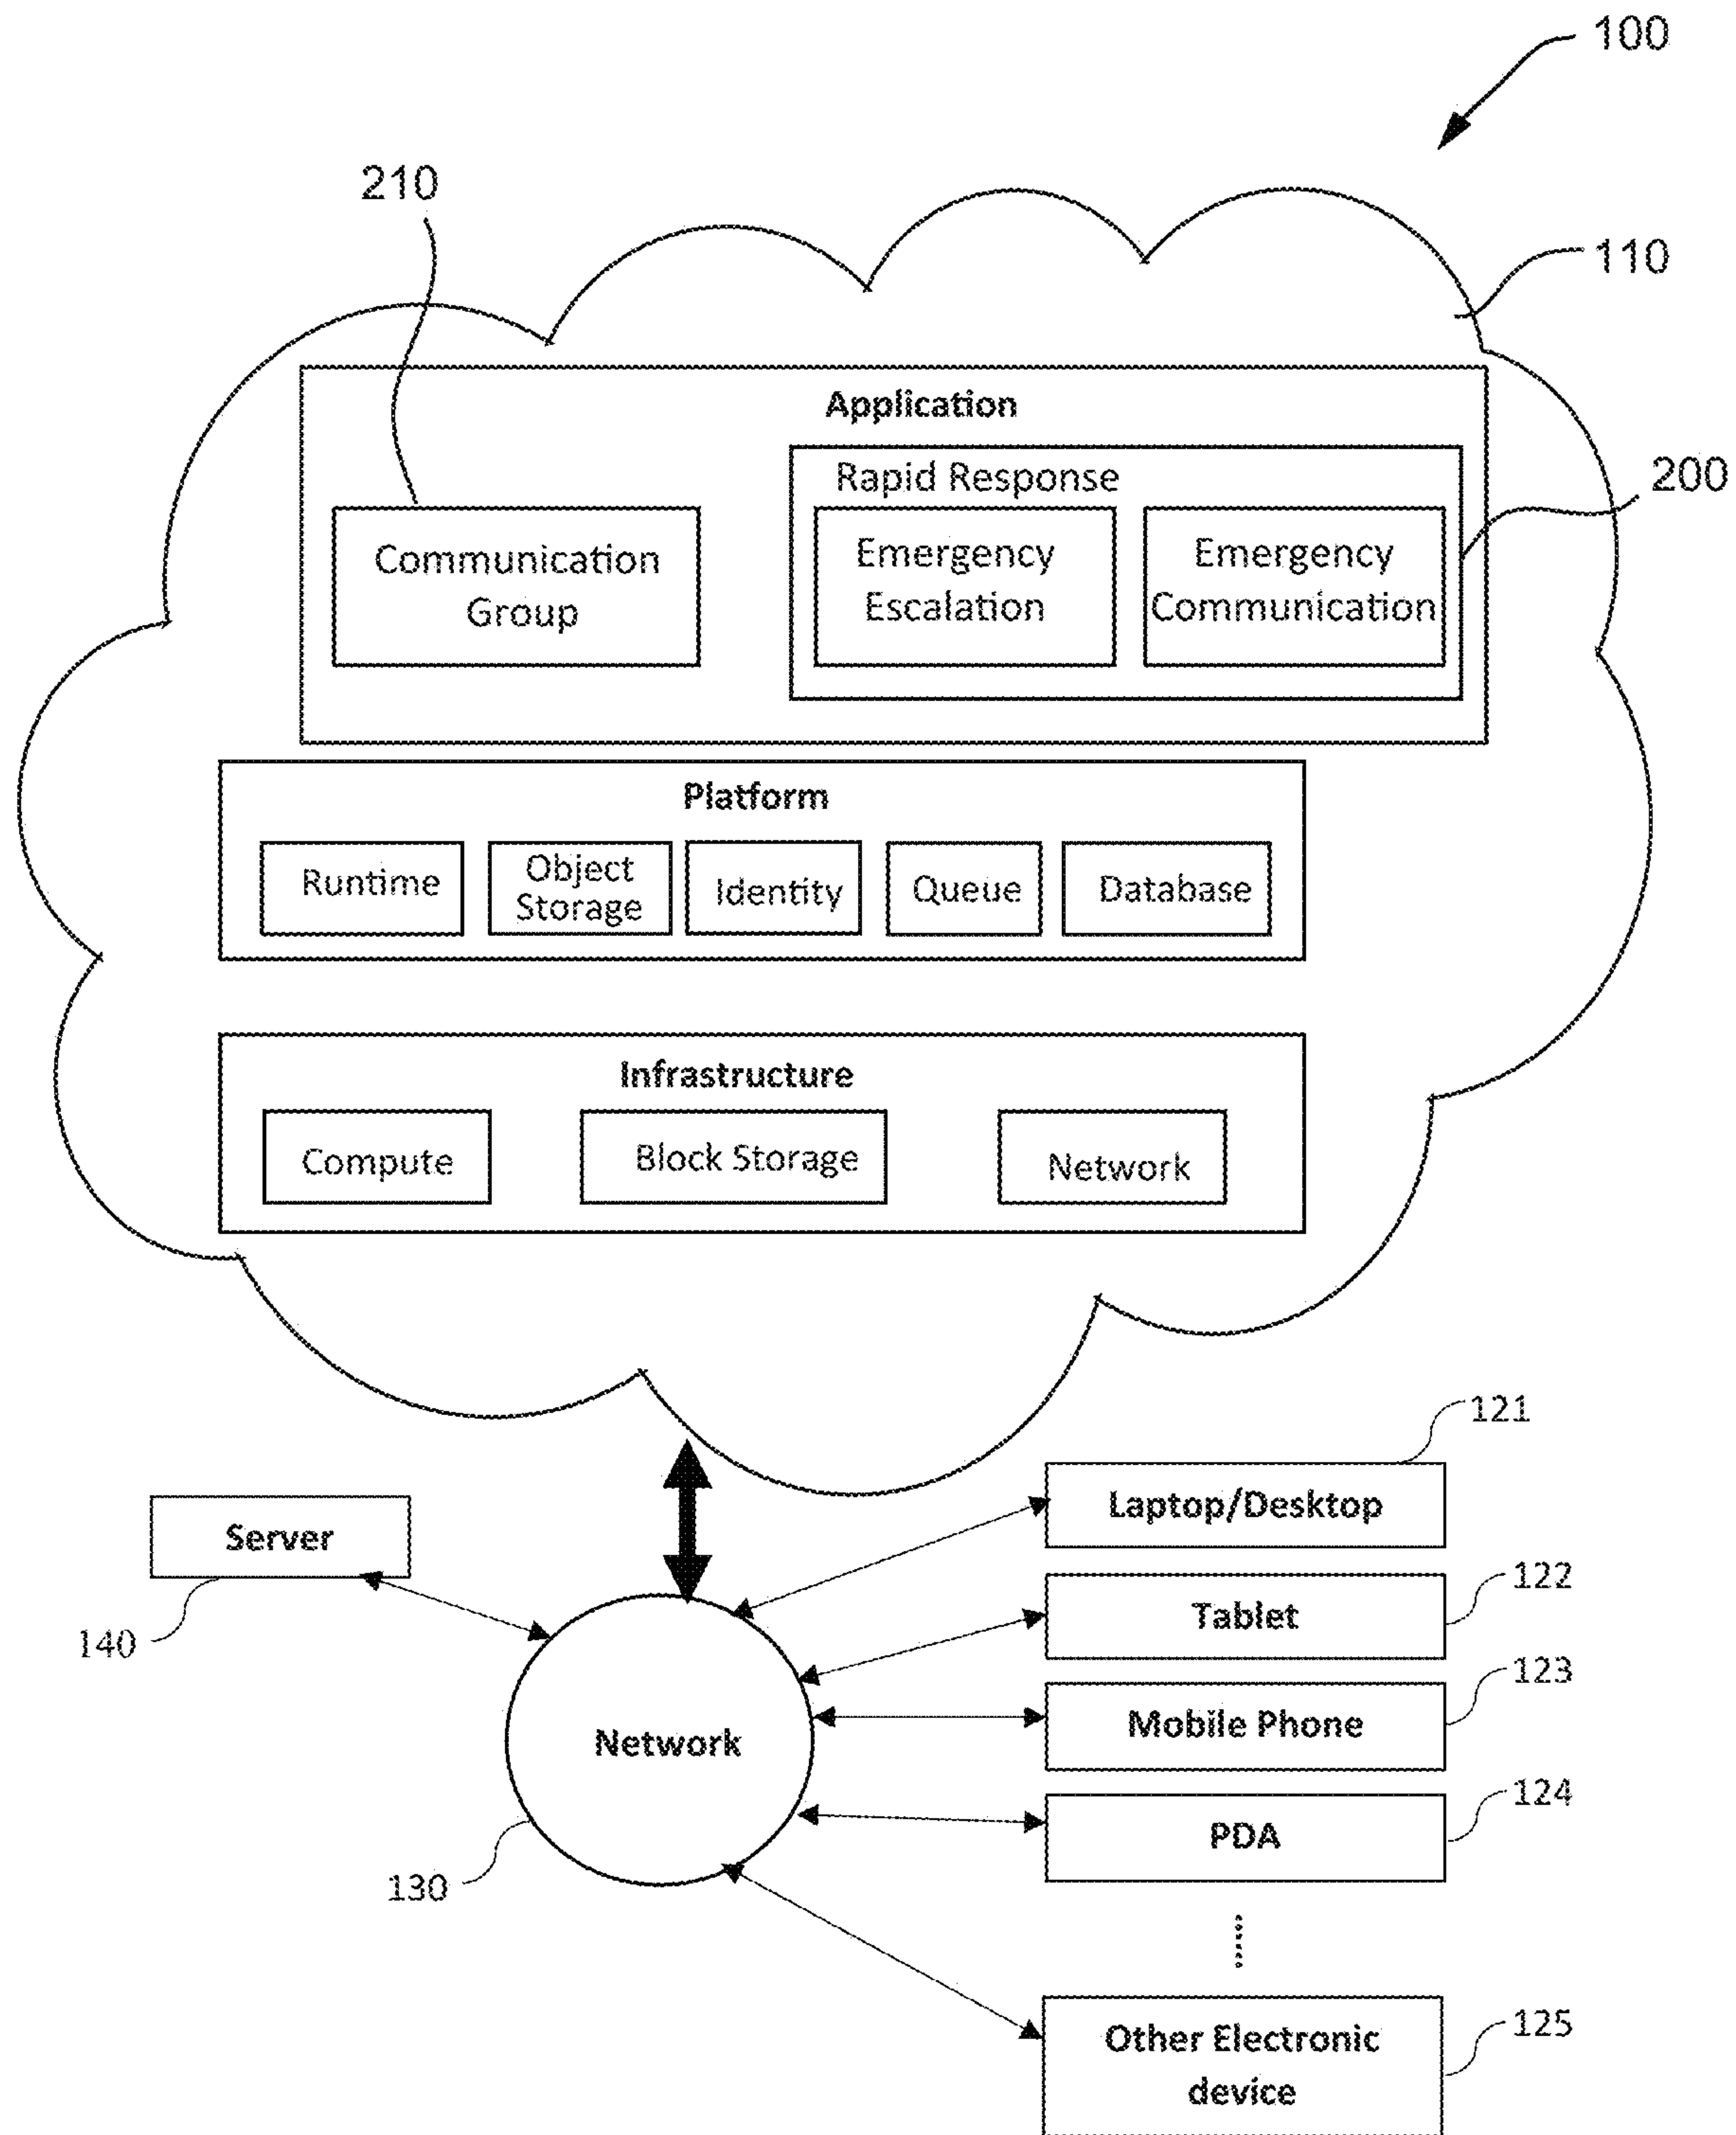 100
210
110
Application
Rapid Response
200
Communication
Group
Emergency
Escalation
Emergency
Communication
Platform
Runtime
Object
Storage
Identity
Queue
Database
Infrastructure
Compute
Block Storage
Network
121
Laptop/Desktop
Server
122
Tablet
140
123
Mobile Phone
Network
124
PDA
130
125
Other Electronic
device